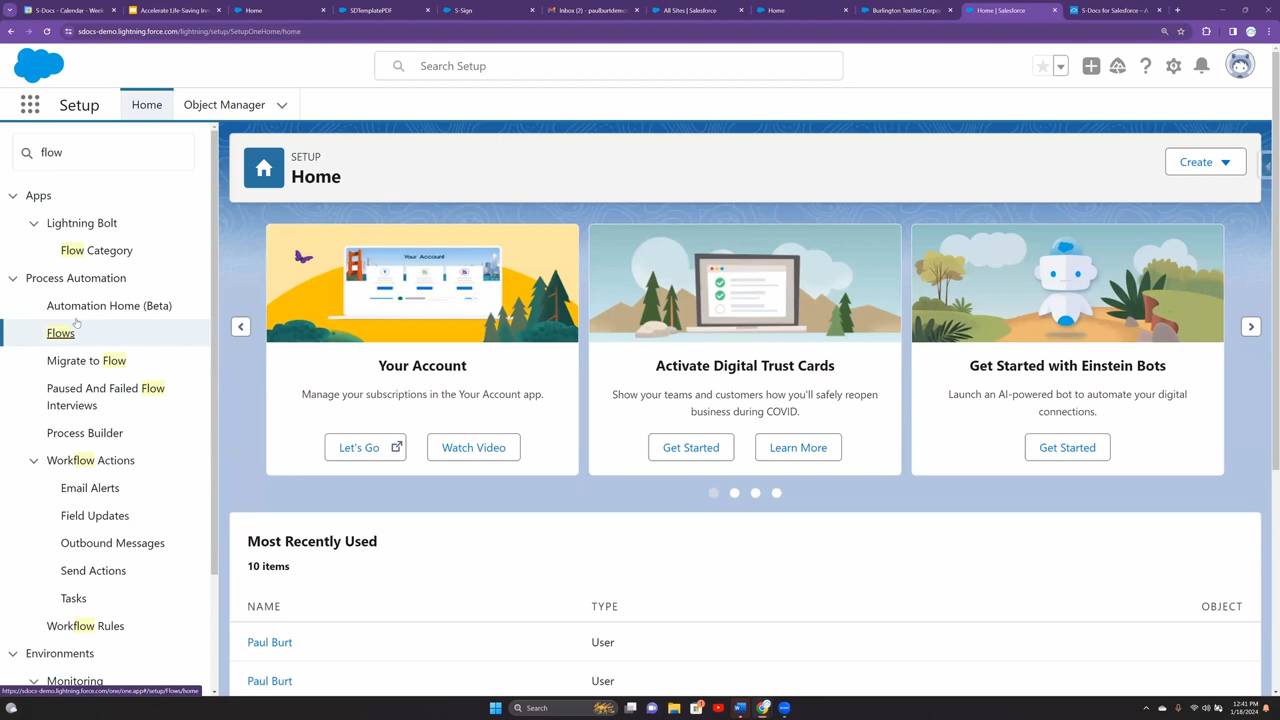 S-Docs - Calendar - Week
Accelerate Life-Saving Inn
Home
SDTemplatePDF
S-Sign
Inbox (2) - paulburtdemo
All Sites | Salesforce
Home
Burlington Textiles Corpor
Home | Salesforce
S-Docs for Salesforce - A
sdocs-demo.lightning.force.com/lightning/setup/SetupOneHome/home
Search Setup
Setup
Home
Object Manager
flow
Apps
Lightning Bolt
Flow Category
Process Automation
Automation Home (Beta)
Flows
Migrate to Flow
Paused And Failed Flow
Interviews
Process Builder
Workflow Actions
Email Alerts
Field Updates
Outbound Messages
Send Actions
Tasks
Workflow Rules
Environments
Monitoring
SETUP
Home
Create
Your Account
Your Account
Manage your subscriptions in the Your Account app.
Let's Go
Watch Video
Activate Digital Trust Cards
Show your teams and customers how you'll safely reopen
business during COVID.
Get Started
Learn More
Get Started with Einstein Bots
Launch an AI-powered bot to automate your digital
connections.
Get Started
Most Recently Used
10 items
NAME
TYPE
OBJECT
Paul Burt
User
Paul Burt
User
https://sdocs-demo.lightning.force.com/one/one.app#/setup/Flows/home
Search
12:41 PM
1/18/2024